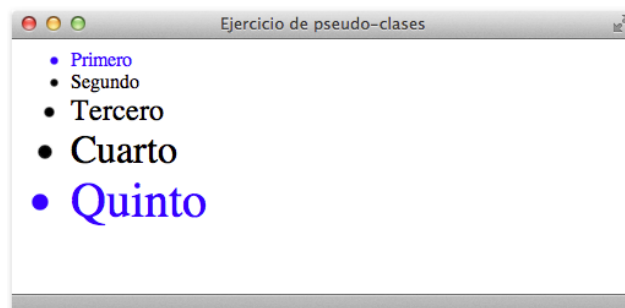 Ejercicio de pseudo-clases
Primero
Segundo
Tercero
Cuarto
Quinto